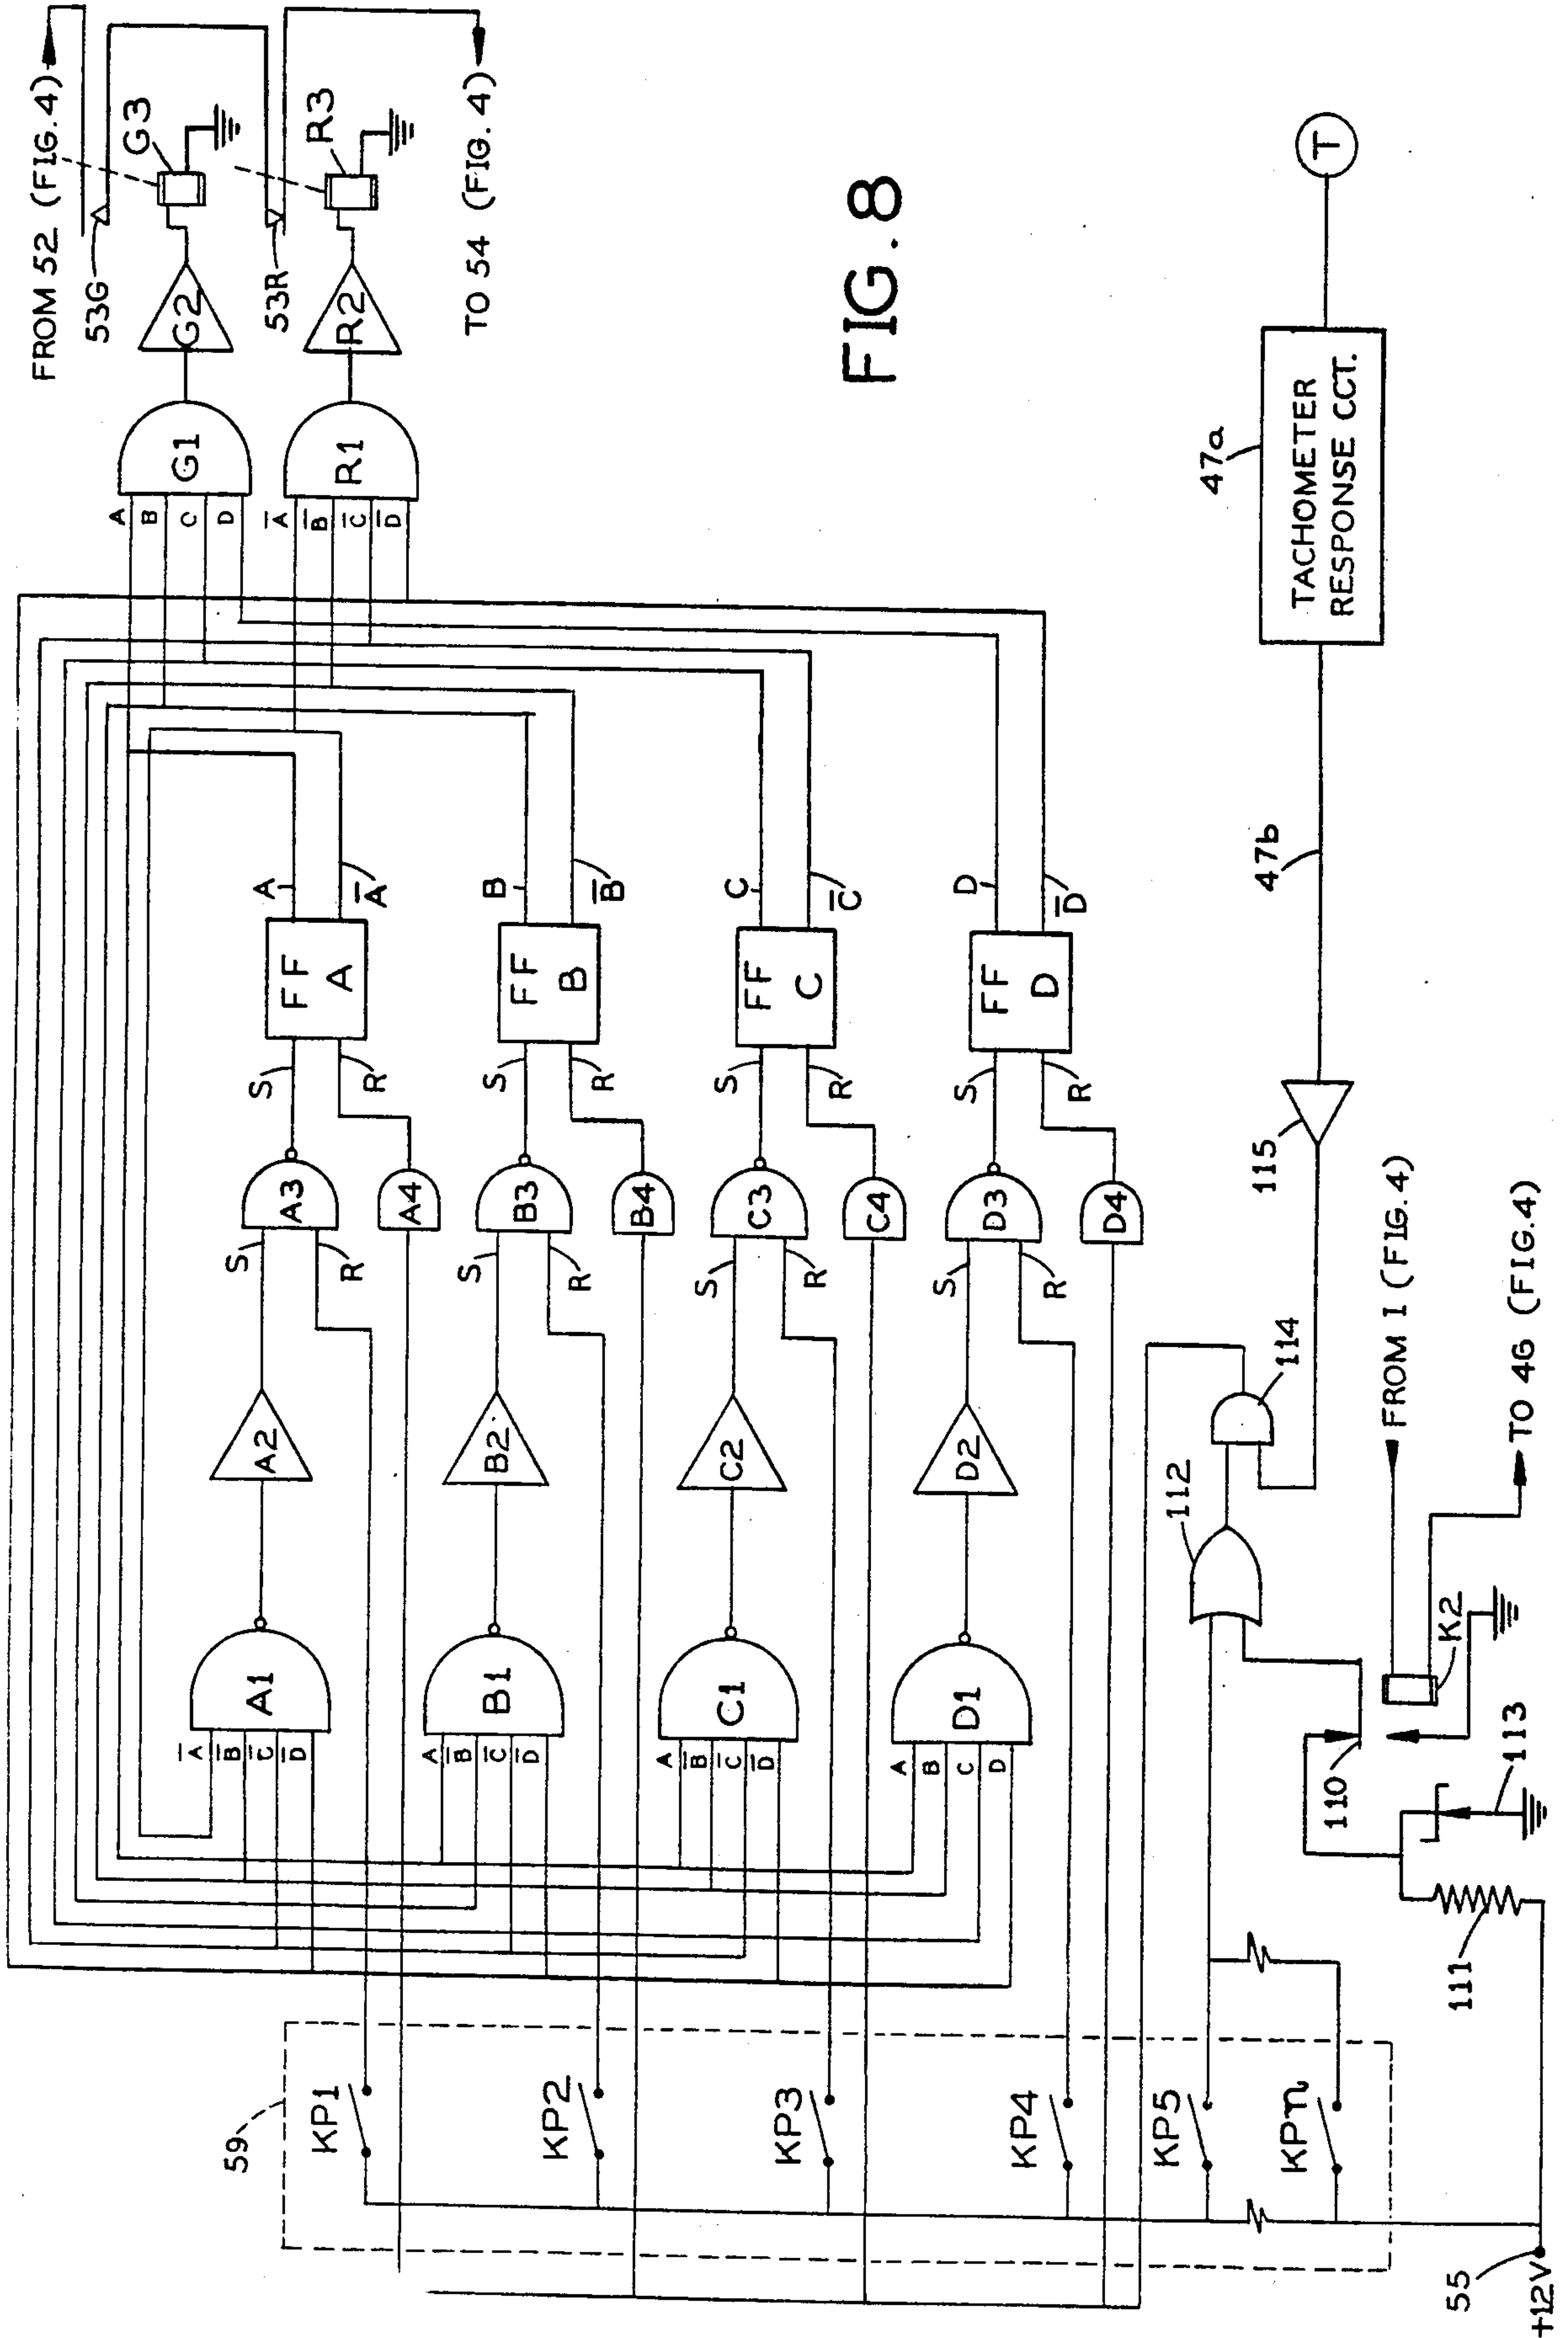 FROM 52 (FIG. 4)
53G
G3
G2
G1
A
B
C
D
53R
R3
R2
R1
A
B
C
D
TO 54 (FIG. 4)
FIG. 8
A
B
C
D
A1
A2
S
R
A3
A4
S
R
FF
A
A
A
A
B
C
D
B1
B2
S
R
B3
B4
S
R
FF
B
B
B
A
B
C
D
C1
C2
S
R
C3
C4
S
R
FF
C
C
C
A
B
C
D
D1
D2
S
R
D3
D4
S
R
FF
D
D
D
59
KP1
KP2
KP3
KP4
KP5
KPn
112
114
115
47b
47a
TACHOMETER
RESPONSE CCT.
T
110
K2
FROM I (FIG. 4)
TO 4G (FIG. 4)
113
111
55
+12V